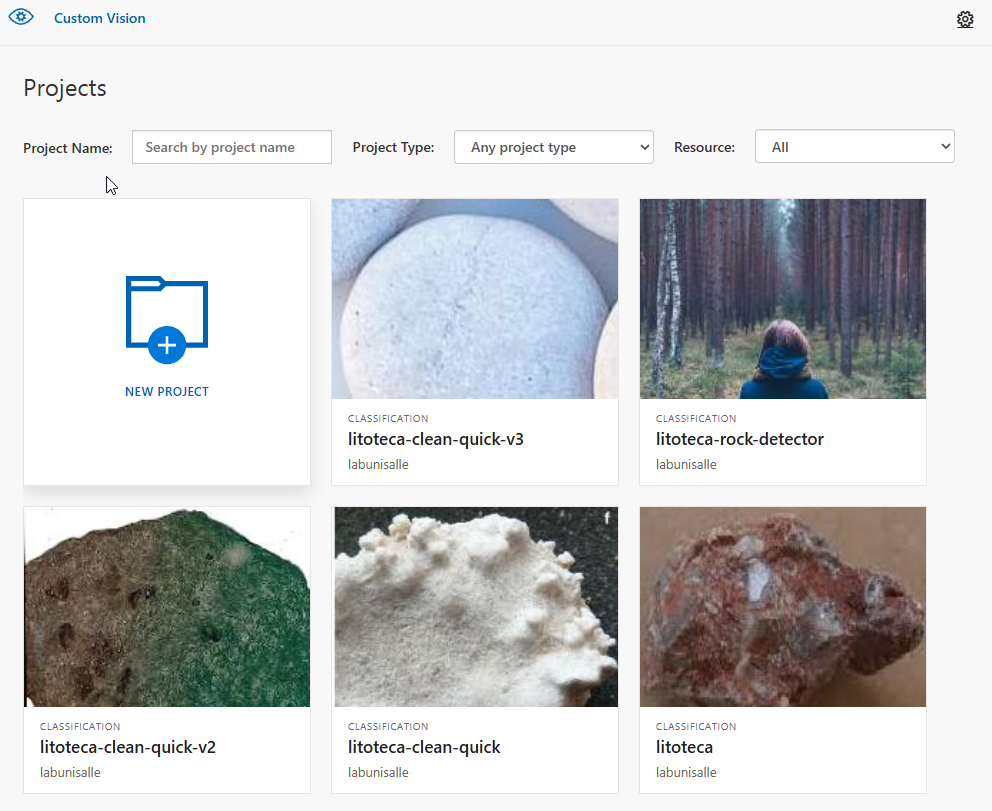 Custom Vision
Projects
Project Name:
Search by project name
Project Type:
Any project type
Resource:
All
NEW PROJECT
CLASSIFICATION
litoteca-clean-quick-v3
labunisalle
CLASSIFICATION
litoteca-rock-detector
labunisalle
CLASSIFICATION
litoteca-clean-quick-v2
labunisalle
f
CLASSIFICATION
litoteca-clean-quick
labunisalle
CLASSIFICATION
litoteca
labunisalle